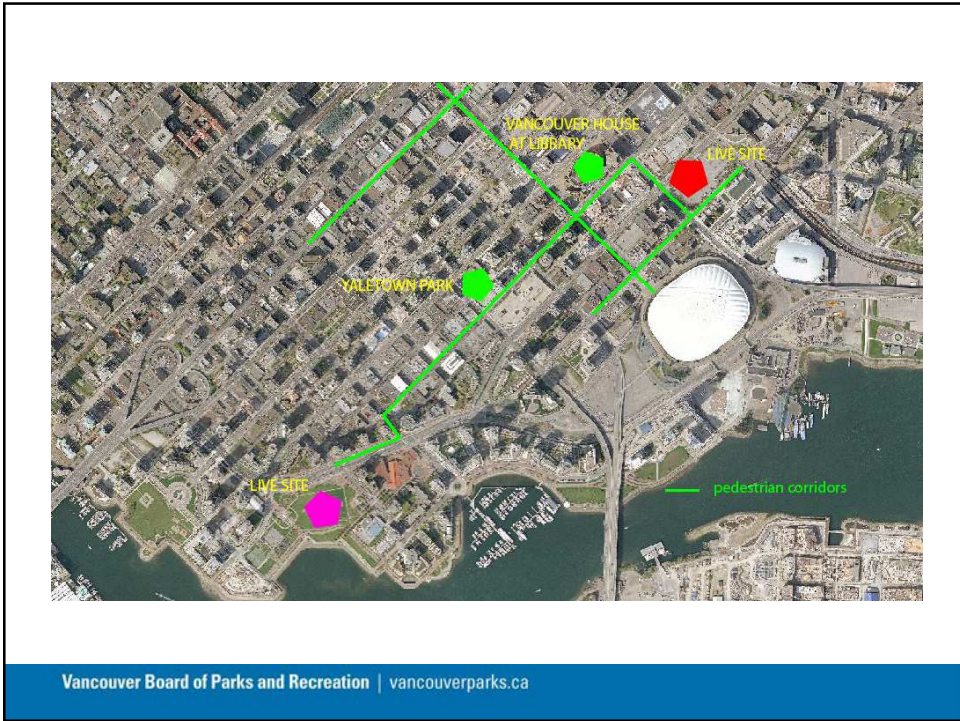 VANCOUVER HOUSE
AT LIBRARY
LIVE SITE
YALETOWN PARK
LIVE SITE
pedestrian corridors
Vancouver Board of Parks and Recreation | vancouverparks.ca